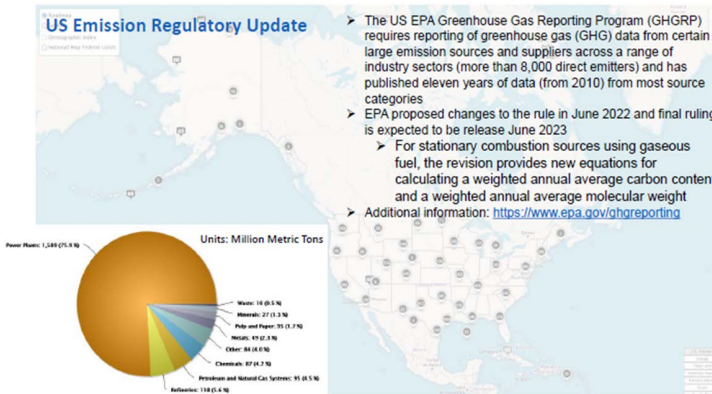 US Emission Regulatory Update
➤ The US EPA Greenhouse Gas Reporting Program (GHGRP)
requires reporting of greenhouse gas (GHG) data from certain
large emission sources and suppliers across a range of
industry sectors (more than 8,000 direct emitters) and has
published eleven years of data (from 2010) from most source
categories
➤ EPA proposed changes to the rule in June 2022 and final ruling
is expected to be release June 2023
➤ For stationary combustion sources using gaseous
fuel, the revision provides new equations for
calculating a weighted annual average carbon content
and a weighted annual average molecular weight
➤ Additional information: https://www.epa.gov/ghgreporting
Units: Million Metric Tons
Power Plants: 1,589 (75.9 %)
Waste: 10 (0.5 %)
Minerals: 27 (1.3 %)
Pulp and Paper: 35 (1.7 %)
Metals: 49 (2.3 %)
Other: 84 (4.0 %)
Chemicals: 87 (4.2 %)
Petroleum and Natural Gas Systems: 95 (4.5 %)
Refineries: 118 (5.6 %)